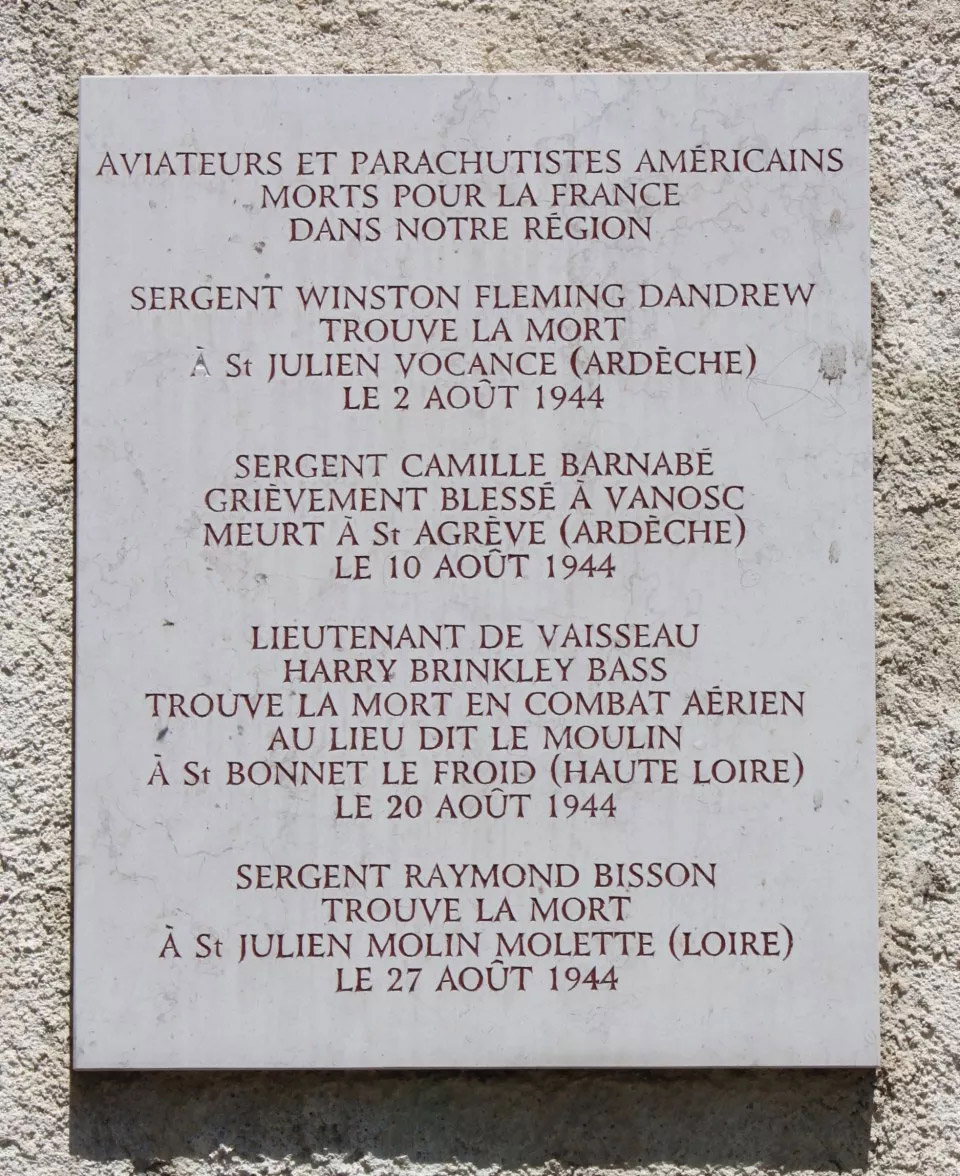 AVIATEURS ET PARACHUTISTES AMÉRICAINS
MORTS POUR LA FRANCE
DANS NOTRE RÉGION
SERGENT WINSTON FLEMING DANDREW
TROUVE LA MORT
À St JULIEN VOCANCE (ARDÈCHE)
LE 2 AOÛT 1944
SERGENT CAMILLE BARNABÉ
GRIÈVEMENT BLESSÉ À VANOSC
MEURT À St AGRÈVE (ARDÈCHE)
LE 10 AOÛT 1944
LIEUTENANT DE VAISSEAU
HARRY BRINKLEY BASS
TROUVE LA MORT EN COMBAT AÉRIEN
AU LIEU DIT LE MOULIN
À St BONNET LE FROID (HAUTE LOIRE)
LE 20 AOÛT 1944
SERGENT RAYMOND BISSON
TROUVE LA MORT
À St JULIEN MOLIN MOLETTE (LOIRE)
LE 27 AOÛT 1944